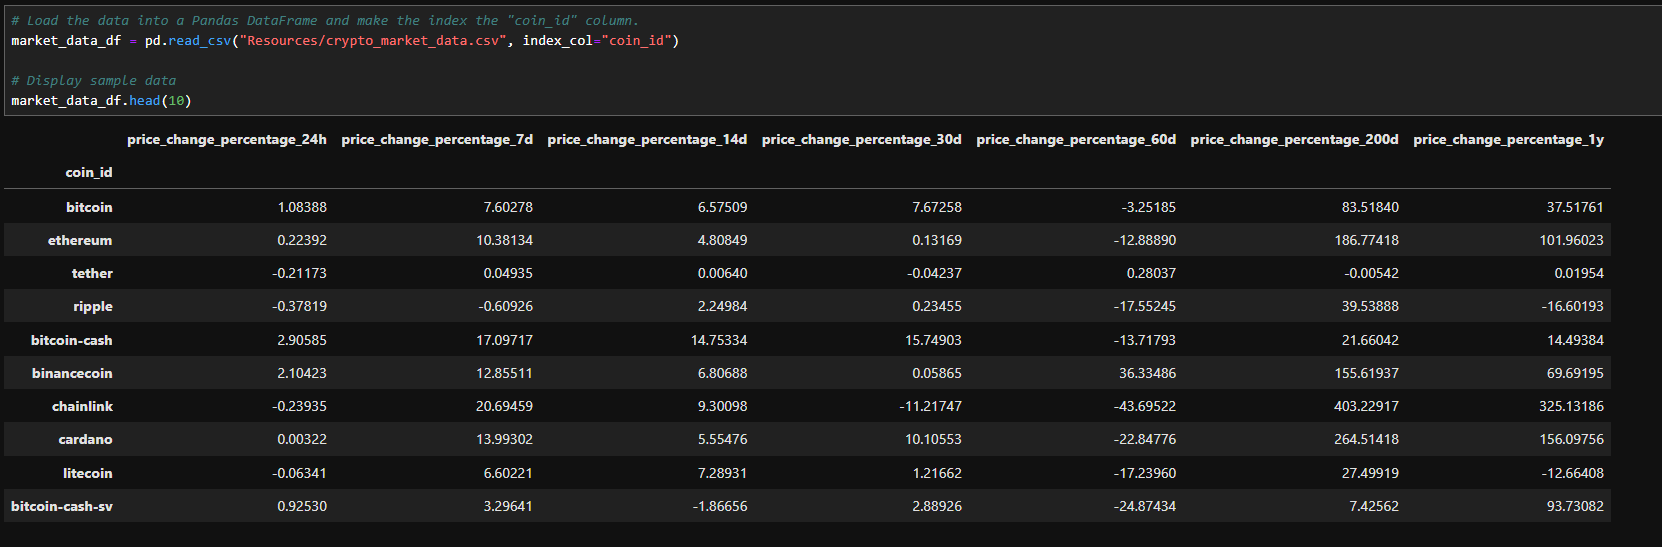 # Load the data into a Pandas DataFrame and make the index the "coin_id" column.
market_data_df = pd.read_csv("Resources/crypto_market_data.csv", index_col="coin_id")
# Display sample data
market_data_df.head(10)
price_change_percentage_24h price_change_percentage_7d price_change_percentage_14d price_change_percentage_30d price_change_percentage_60d price_change_percentage_200d price_change_percentage_1y
coin_id
bitcoin 1.08388 7.60278 6.57509 7.67258 -3.25185 83.51840 37.51761
ethereum 0.22392 10.38134 4.80849 0.13169 -12.88890 186.77418 101.96023
tether -0.21173 0.04935 0.00640 -0.04237 0.28037 -0.00542 0.01954
ripple -0.37819 -0.60926 2.24984 0.23455 -17.55245 39.53888 -16.60193
bitcoin-cash 2.90585 17.09717 14.75334 15.74903 -13.71793 21.66042 14.49384
binancecoin 2.10423 12.85511 6.80688 0.05865 36.33486 155.61937 69.69195
chainlink -0.23935 20.69459 9.30098 -11.21747 -43.69522 403.22917 325.13186
cardano 0.00322 13.99302 5.55476 10.10553 -22.84776 264.51418 156.09756
litecoin -0.06341 6.60221 7.28931 1.21662 -17.23960 27.49919 -12.66408
bitcoin-cash-sv 0.92530 3.29641 -1.86656 2.88926 -24.87434 7.42562 93.73082